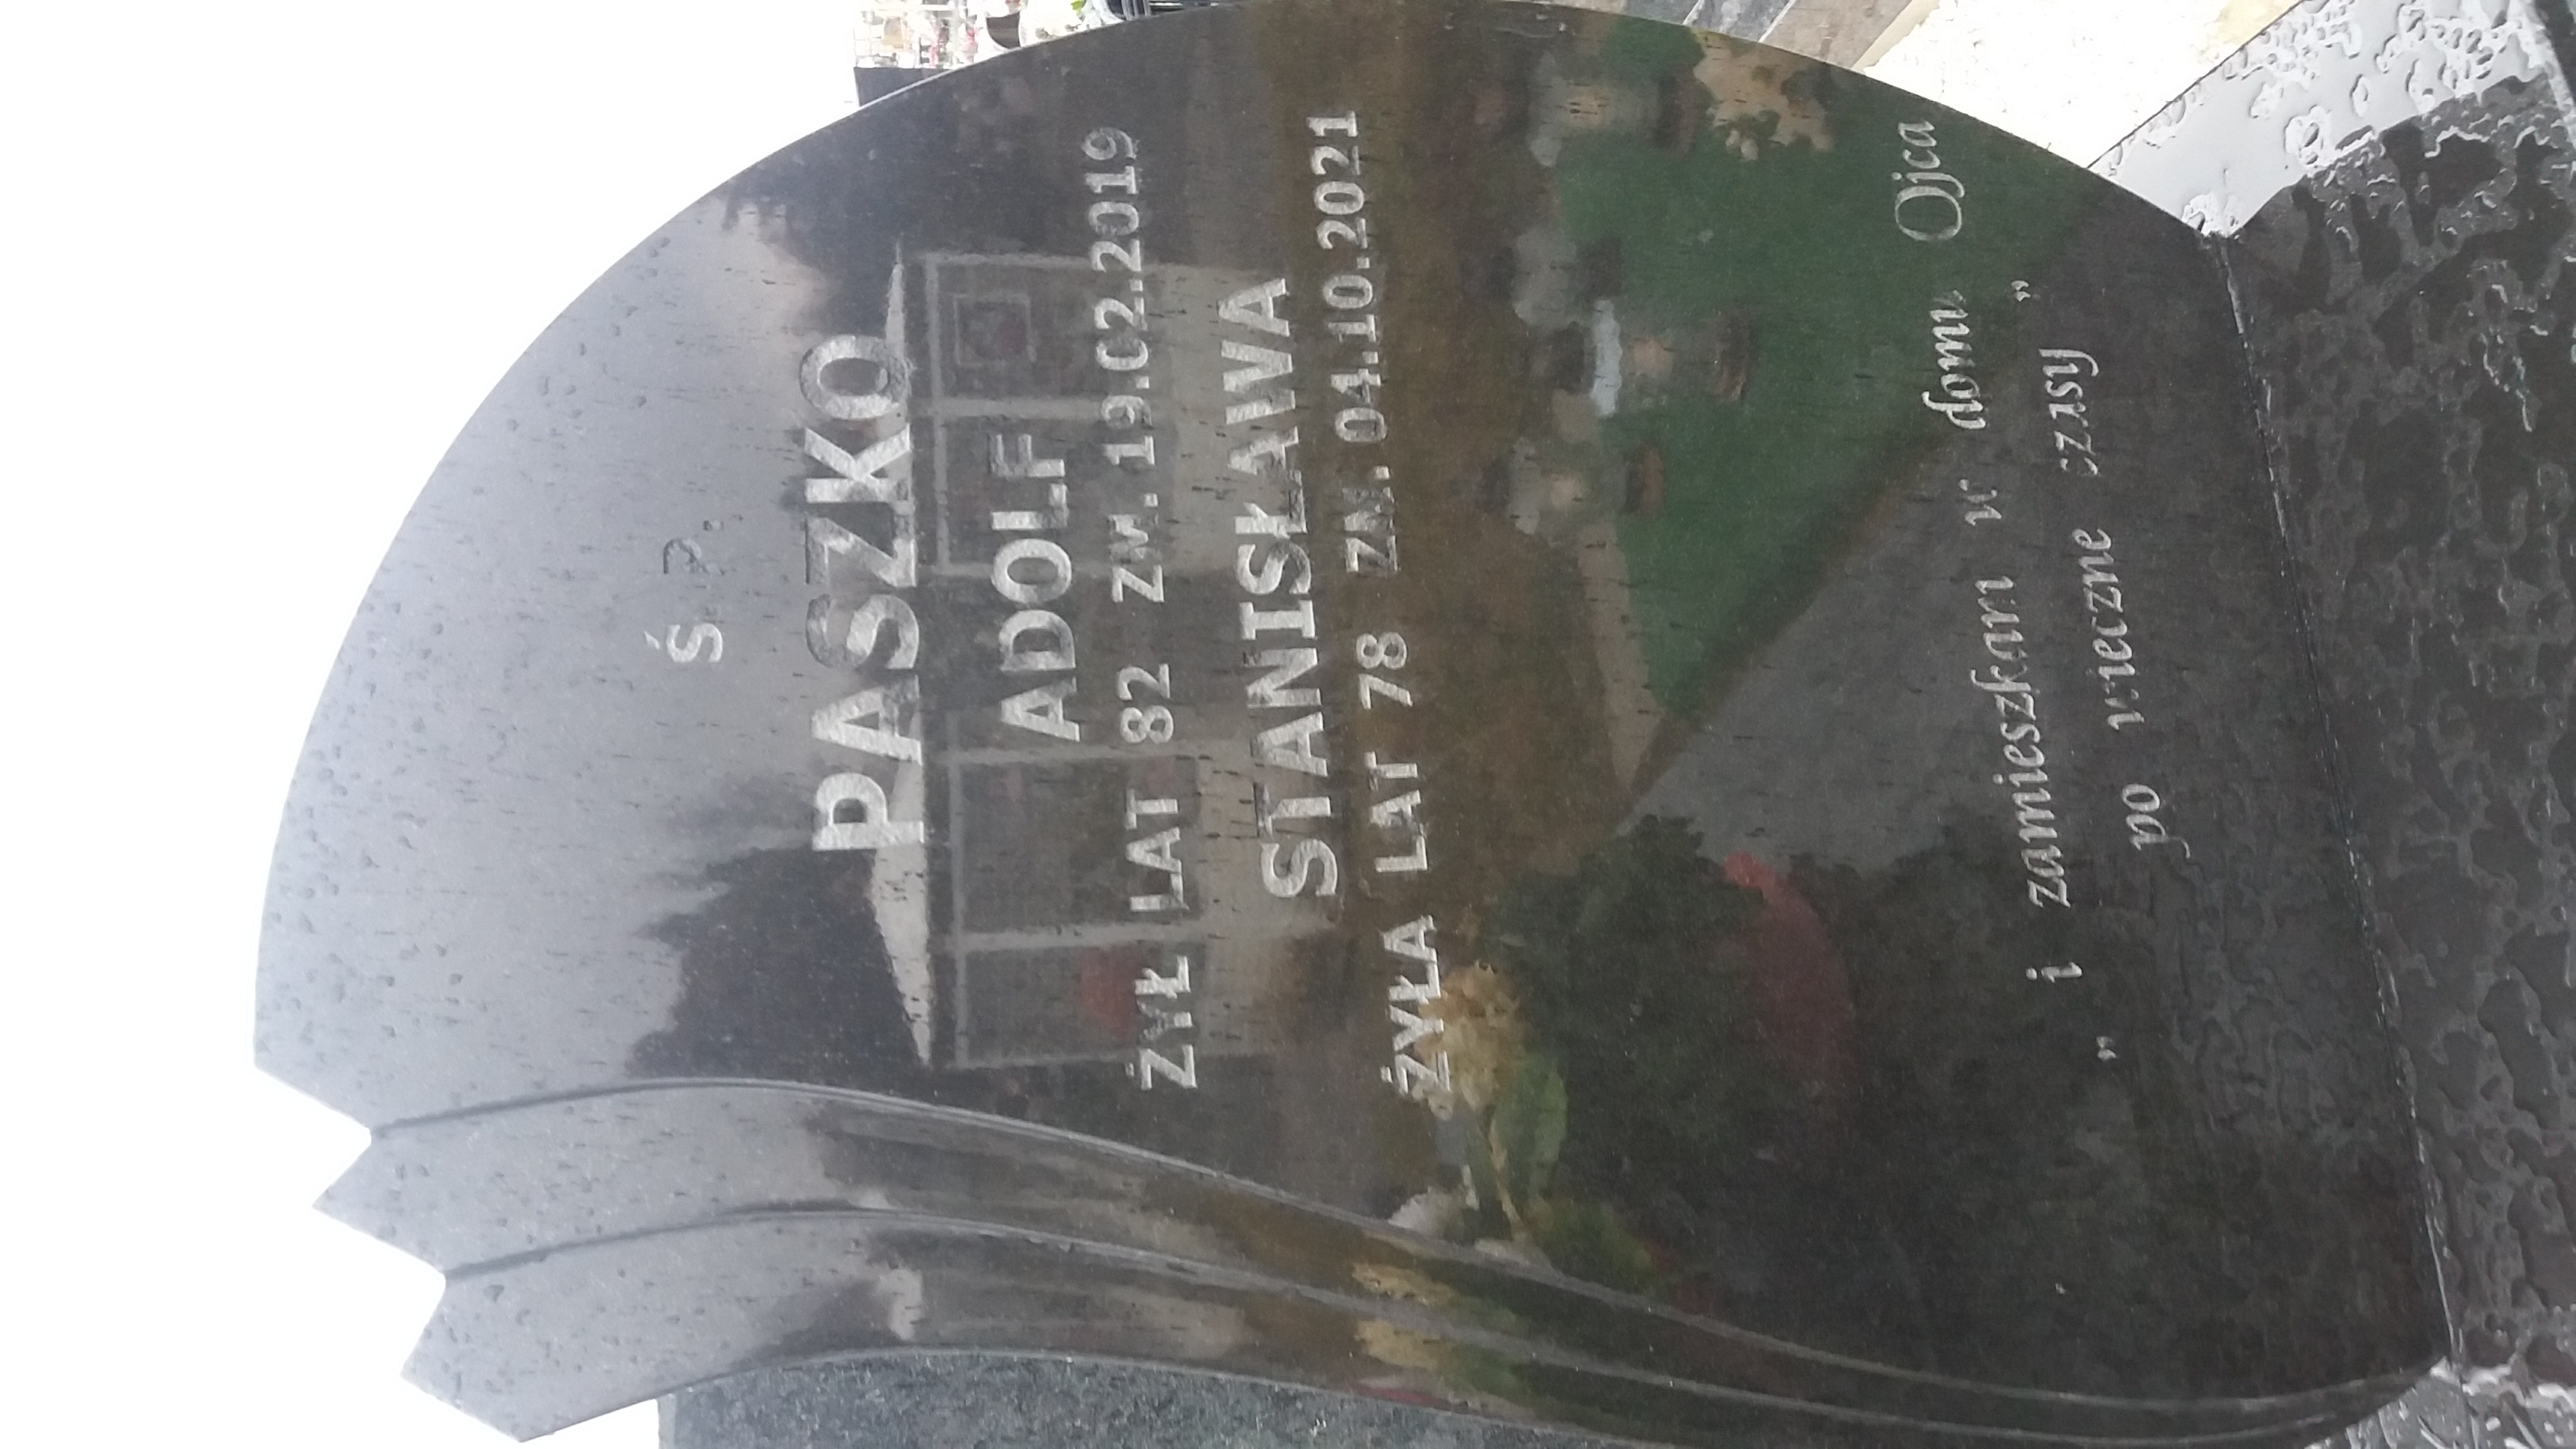 Ś.P.
PASZKO
ADOLF
ŻYŁ LAT 82 ZM. 19.02.2019
STANISŁAWA
ŻYŁA LAT 78 ZM. 04.10.2021
„ i zamieszkam w domu Ojca
po wieczne czasy ”